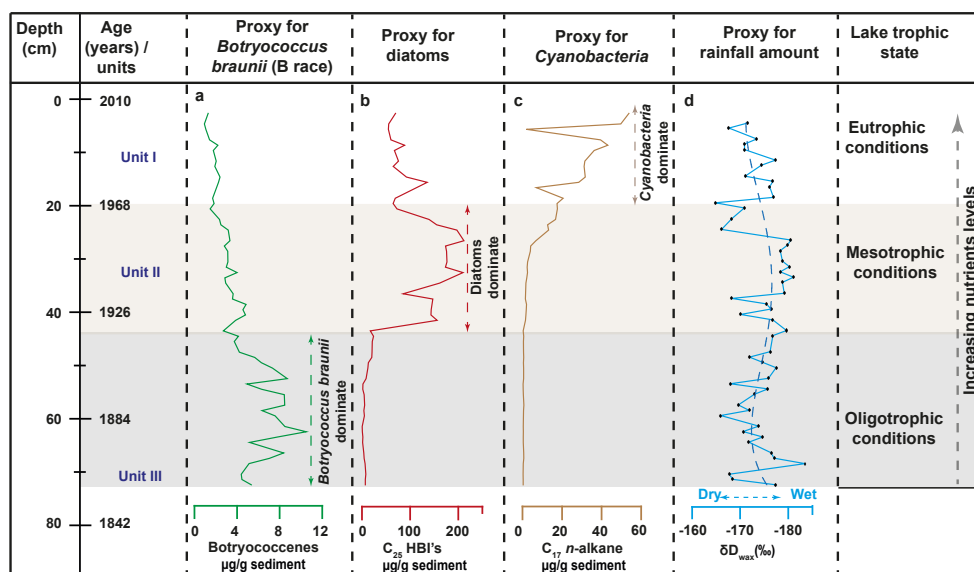 Depth
(cm)
Age
(years) /
units
Proxy for
Botryococcus
braunii (B race)
Proxy for
diatoms
Proxy for
Cyanobacteria
Proxy for
rainfall amount
Lake trophic
state
0
20
40
60
80
2010
Unit I
1968
Unit II
1926
1884
Unit III
1842
a
Botryococcus braunii
dominate
0 4 8 12
Botryococcenes
µg/g sediment
b
Diatoms
dominate
0 100 200
C25 HBI's
µg/g sediment
c
Cyanobacteria
dominate
0 20 40 60
C17 n-alkane
µg/g sediment
d
Dry Wet
-160 -170 -180
δDwax(‰)
Eutrophic
conditions
Mesotrophic
conditions
Oligotrophic
conditions
Increasing nutrients levels